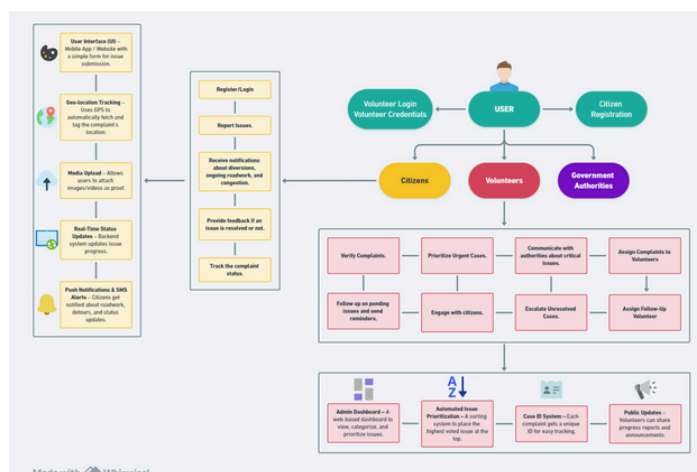 User Interface (UI) –
Mobile App / Website with
a simple form for issue
submission.
Geo-location Tracking –
Uses GPS to
automatically fetch and
tag the complaint's
location.
Media Upload – Allows
users to attach
images/videos as proof.
Real-Time Status
Updates – Backend
system updates issue
progress.
Push Notifications & SMS
Alerts – Citizens get
notified about roadwork,
detours, and status
updates.
Register/Login
Report Issues.
Receive notifications
about diversions,
ongoing roadwork, and
congestion.
Provide feedback if an
issue is resolved or not.
Track the complaint
status.
Volunteer Login
Volunteer Credentials
USER
Citizen
Registration
Citizens
Volunteers
Government
Authorities
Verify Complaints.
Prioritize Urgent Cases.
Communicate with
authorities about critical
issues.
Assign Complaints to
Volunteers
Follow up on pending
issues and send
reminders.
Engage with citizens.
Escalate Unresolved
Cases.
Assign Follow-Up
Volunteer
A
Z
Admin Dashboard – A
web-based dashboard to
view, categorize, and
prioritize issues.
Automated Issue
Prioritization – A sorting
system to place the
highest voted issue at
the top.
Case ID System – Each
complaint gets a unique
ID for easy tracking.
Public Updates –
Volunteers can share
progress reports and
announcements.
Made with Whimsical